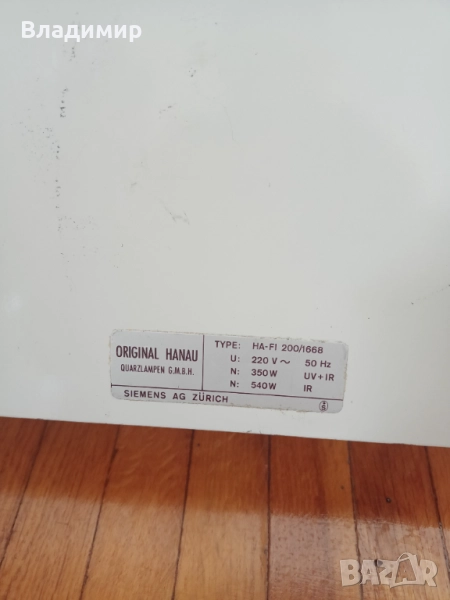 Владимир
ORIGINAL HANAU
QUARZLAMPEN G.M.B.H.
TYPE: HA-FI 200/1668
U: 220 V ~ 50 Hz
N: 350W UV+IR
N: 540W IR
SIEMENS AG ZÜRICH
BAZAR